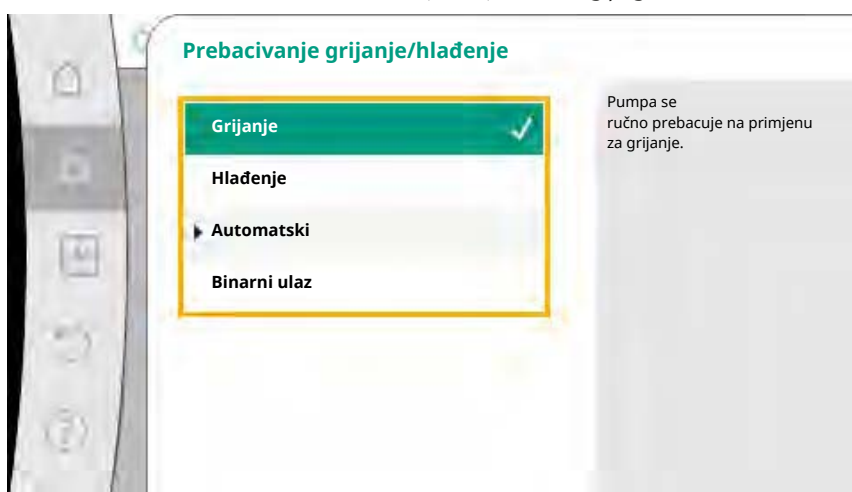 Prebacivanje grijanje/hlađenje
Grijanje
Hlađenje
Automatski
Binarni ulaz
Pumpa se
ručno prebacuje na primjenu
za grijanje.